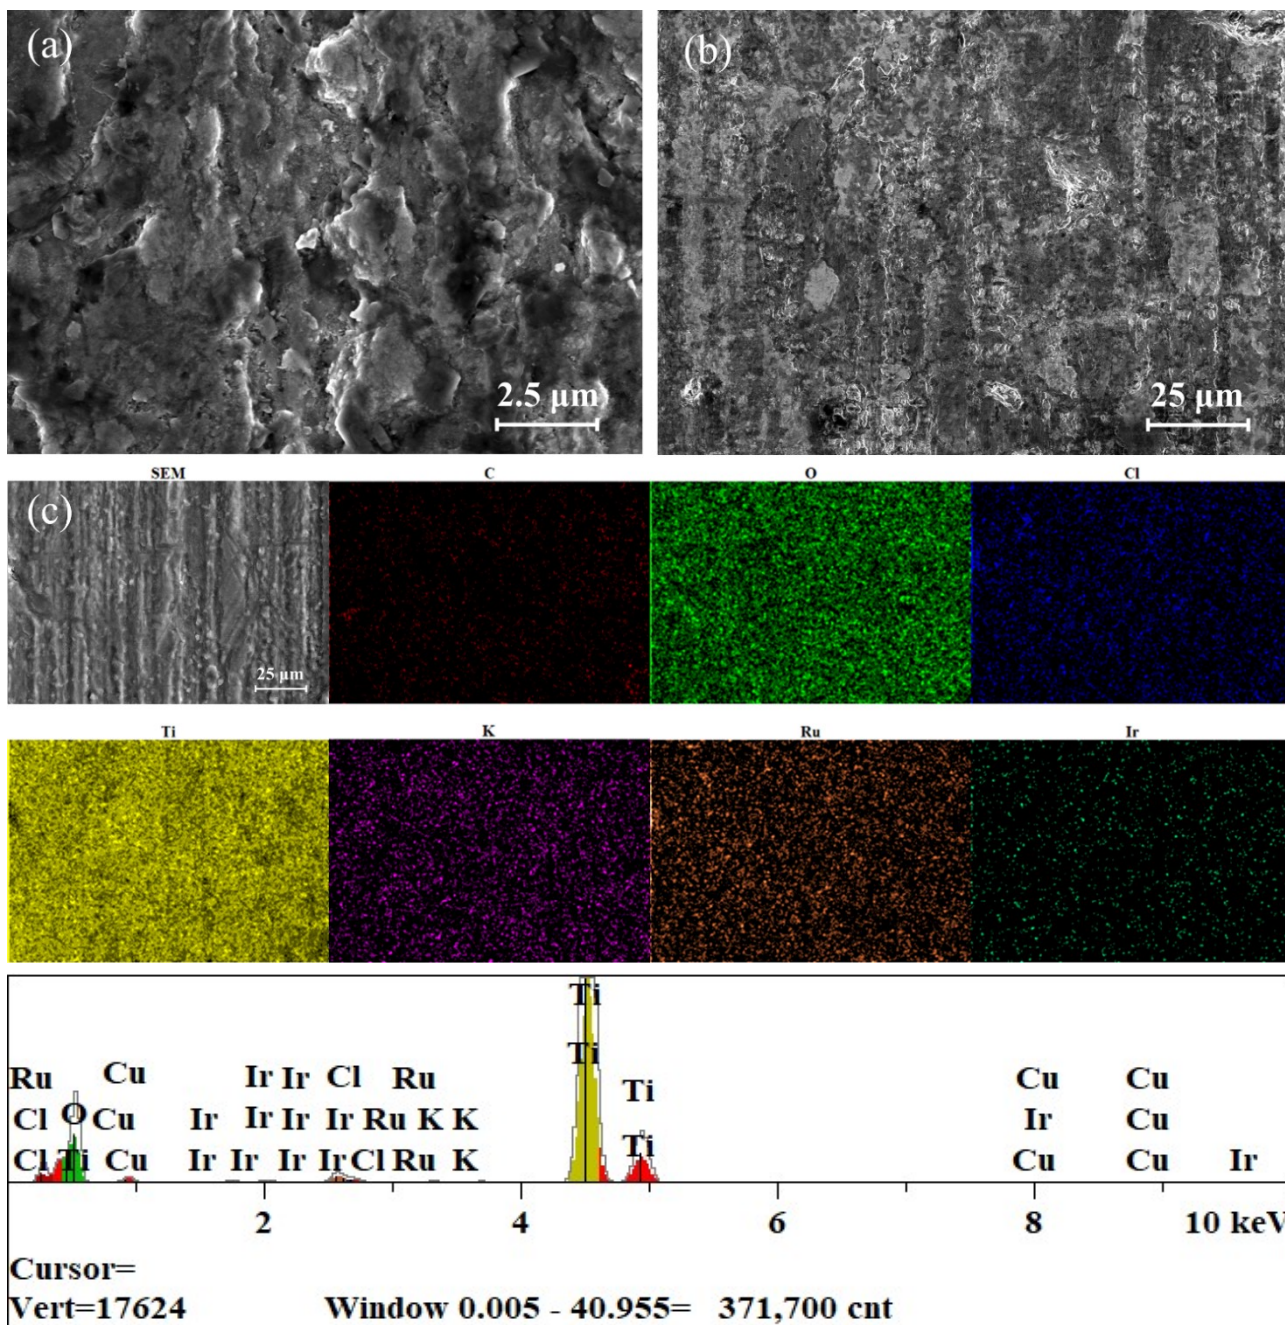 (a)
2.5 µm
(b)
25 µm
SEM C O Cl
(c)
25 µm
Ti K Ru Ir
Ti
Ru Cu Ir Ir Cl Ru Ti Cu Cu
Cl O Cu Ir Ir Ir Ir Ru K K Ti Ir Cu
Cl Ti Cu Ir Ir Ir Ir Cl Ru K Ti Cu Cu Ir
2 4 6 8 10 keV
Cursor=
Vert=17624 Window 0.005 - 40.955= 371,700 cnt